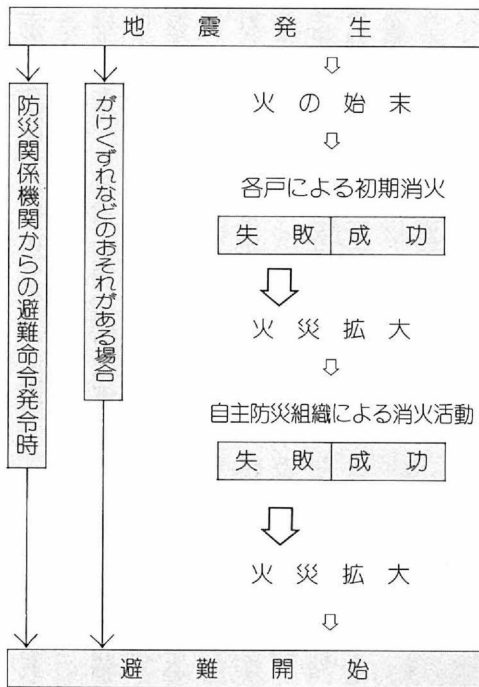 地震発生
防災関係機関からの避難命令発令時
がけくずれなどのおそれがある場合
火の始末
各戸による初期消火
失敗 成功
火災拡大
自主防災組織による消火活動
失敗 成功
火災拡大
避難開始